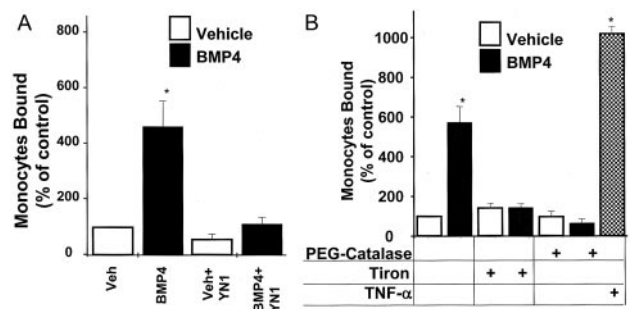 A
Monocytes Bound
(% of control)
800
600
400
200
0
Vehicle
BMP4
*
Veh
BMP4
Veh+
YN1
BMP4+
YN1
B
Monocytes Bound
(% of control)
1000
800
600
400
200
0
Vehicle
BMP4
*
*
PEG-Catalase + +
Tiron + +
TNF-α +